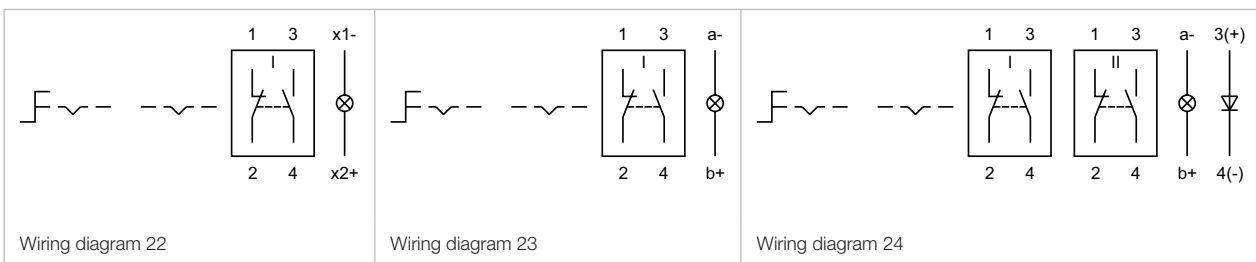 1 3 x1-
I
2 4 x2+
Wiring diagram 22
1 3 a-
I
2 4 b+
Wiring diagram 23
1 3 1 3 a- 3(+)
I II
2 4 2 4 b+ 4(-)
Wiring diagram 24